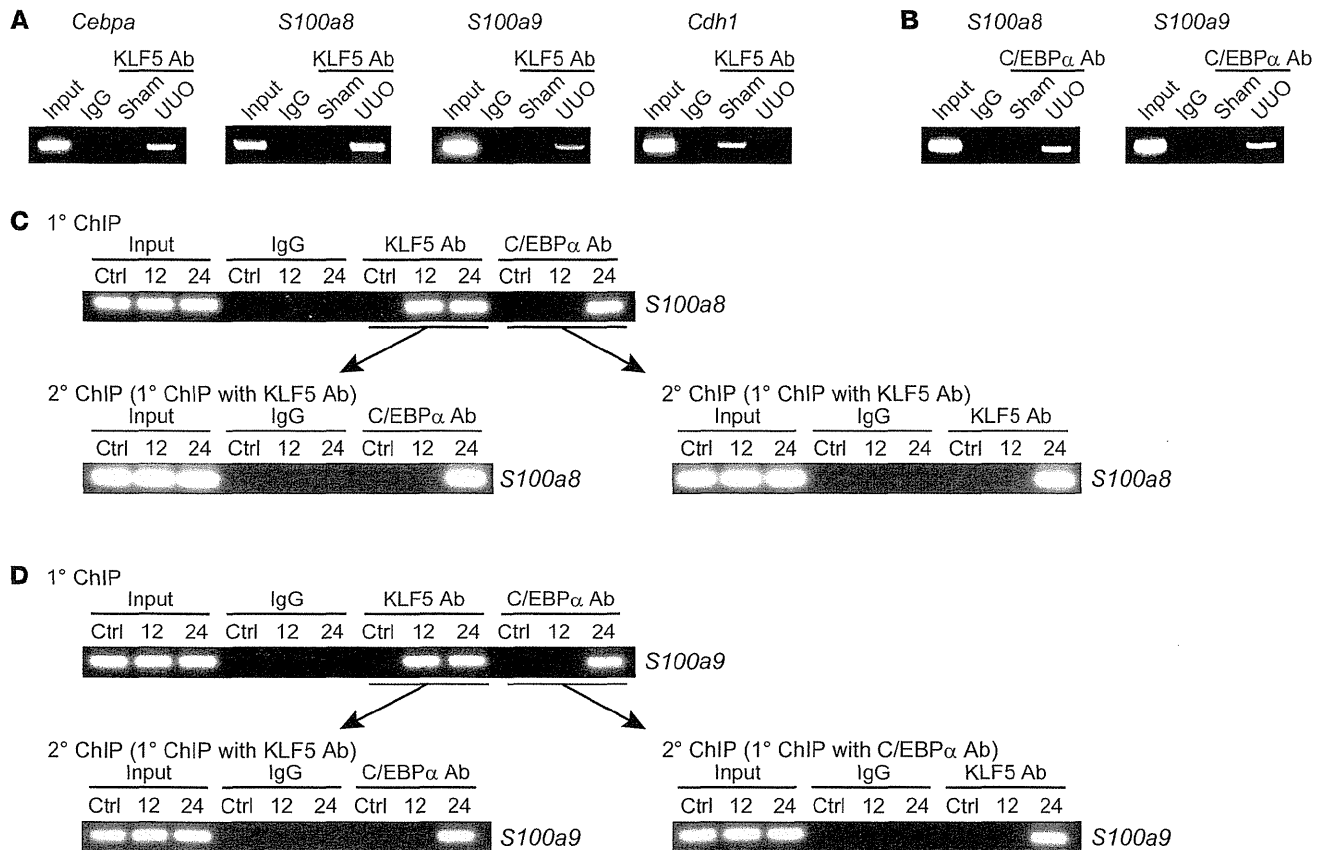 A Cebpa S100a8 S100a9 Cdh1
KLF5 Ab KLF5 Ab KLF5 Ab KLF5 Ab
Input IgG Sham UUO Input IgG Sham UUO Input IgG Sham UUO Input IgG Sham UUO
B S100a8 S100a9
C/EBPα Ab C/EBPα Ab
Input IgG Sham UUO Input IgG Sham UUO
C 1° ChIP
Input IgG KLF5 Ab C/EBPα Ab
Ctrl 12 24 Ctrl 12 24 Ctrl 12 24 Ctrl 12 24
S100a8
2° ChIP (1° ChIP with KLF5 Ab)
Input IgG C/EBPα Ab
Ctrl 12 24 Ctrl 12 24 Ctrl 12 24
S100a8
2° ChIP (1° ChIP with KLF5 Ab)
Input IgG KLF5 Ab
Ctrl 12 24 Ctrl 12 24 Ctrl 12 24
S100a8
D 1° ChIP
Input IgG KLF5 Ab C/EBPα Ab
Ctrl 12 24 Ctrl 12 24 Ctrl 12 24 Ctrl 12 24
S100a9
2° ChIP (1° ChIP with KLF5 Ab)
Input IgG C/EBPα Ab
Ctrl 12 24 Ctrl 12 24 Ctrl 12 24
S100a9
2° ChIP (1° ChIP with C/EBPα Ab)
Input IgG KLF5 Ab
Ctrl 12 24 Ctrl 12 24 Ctrl 12 24
S100a9